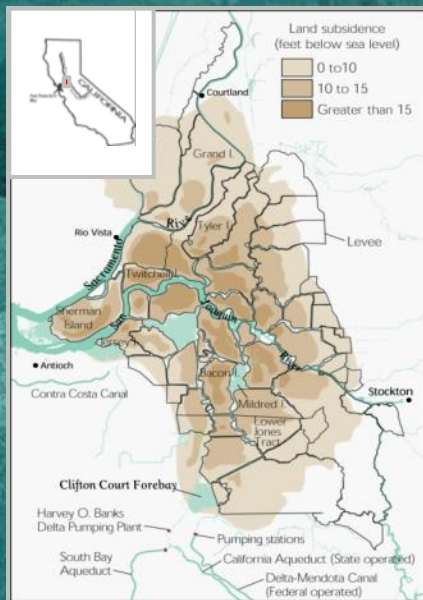 CALIFORNIA
Land subsidence
(feet below sea level)
0 to10
10 to 15
Greater than 15
Courtland
Grand I.
Rio Vista
River
Tyler I.
Levee
Sacramento
Twitchell I.
Sherman
Island
San
Joaquin
River
Jersey I.
Antioch
Bacon I.
Contra Costa Canal
Stockton
Mildred I.
Lower
Jones
Tract
Clifton Court Forebay
Harvey O. Banks
Delta Pumping Plant
Pumping stations
South Bay
Aqueduct
California Aqueduct (State operated)
Delta-Mendota Canal
(Federal operated)